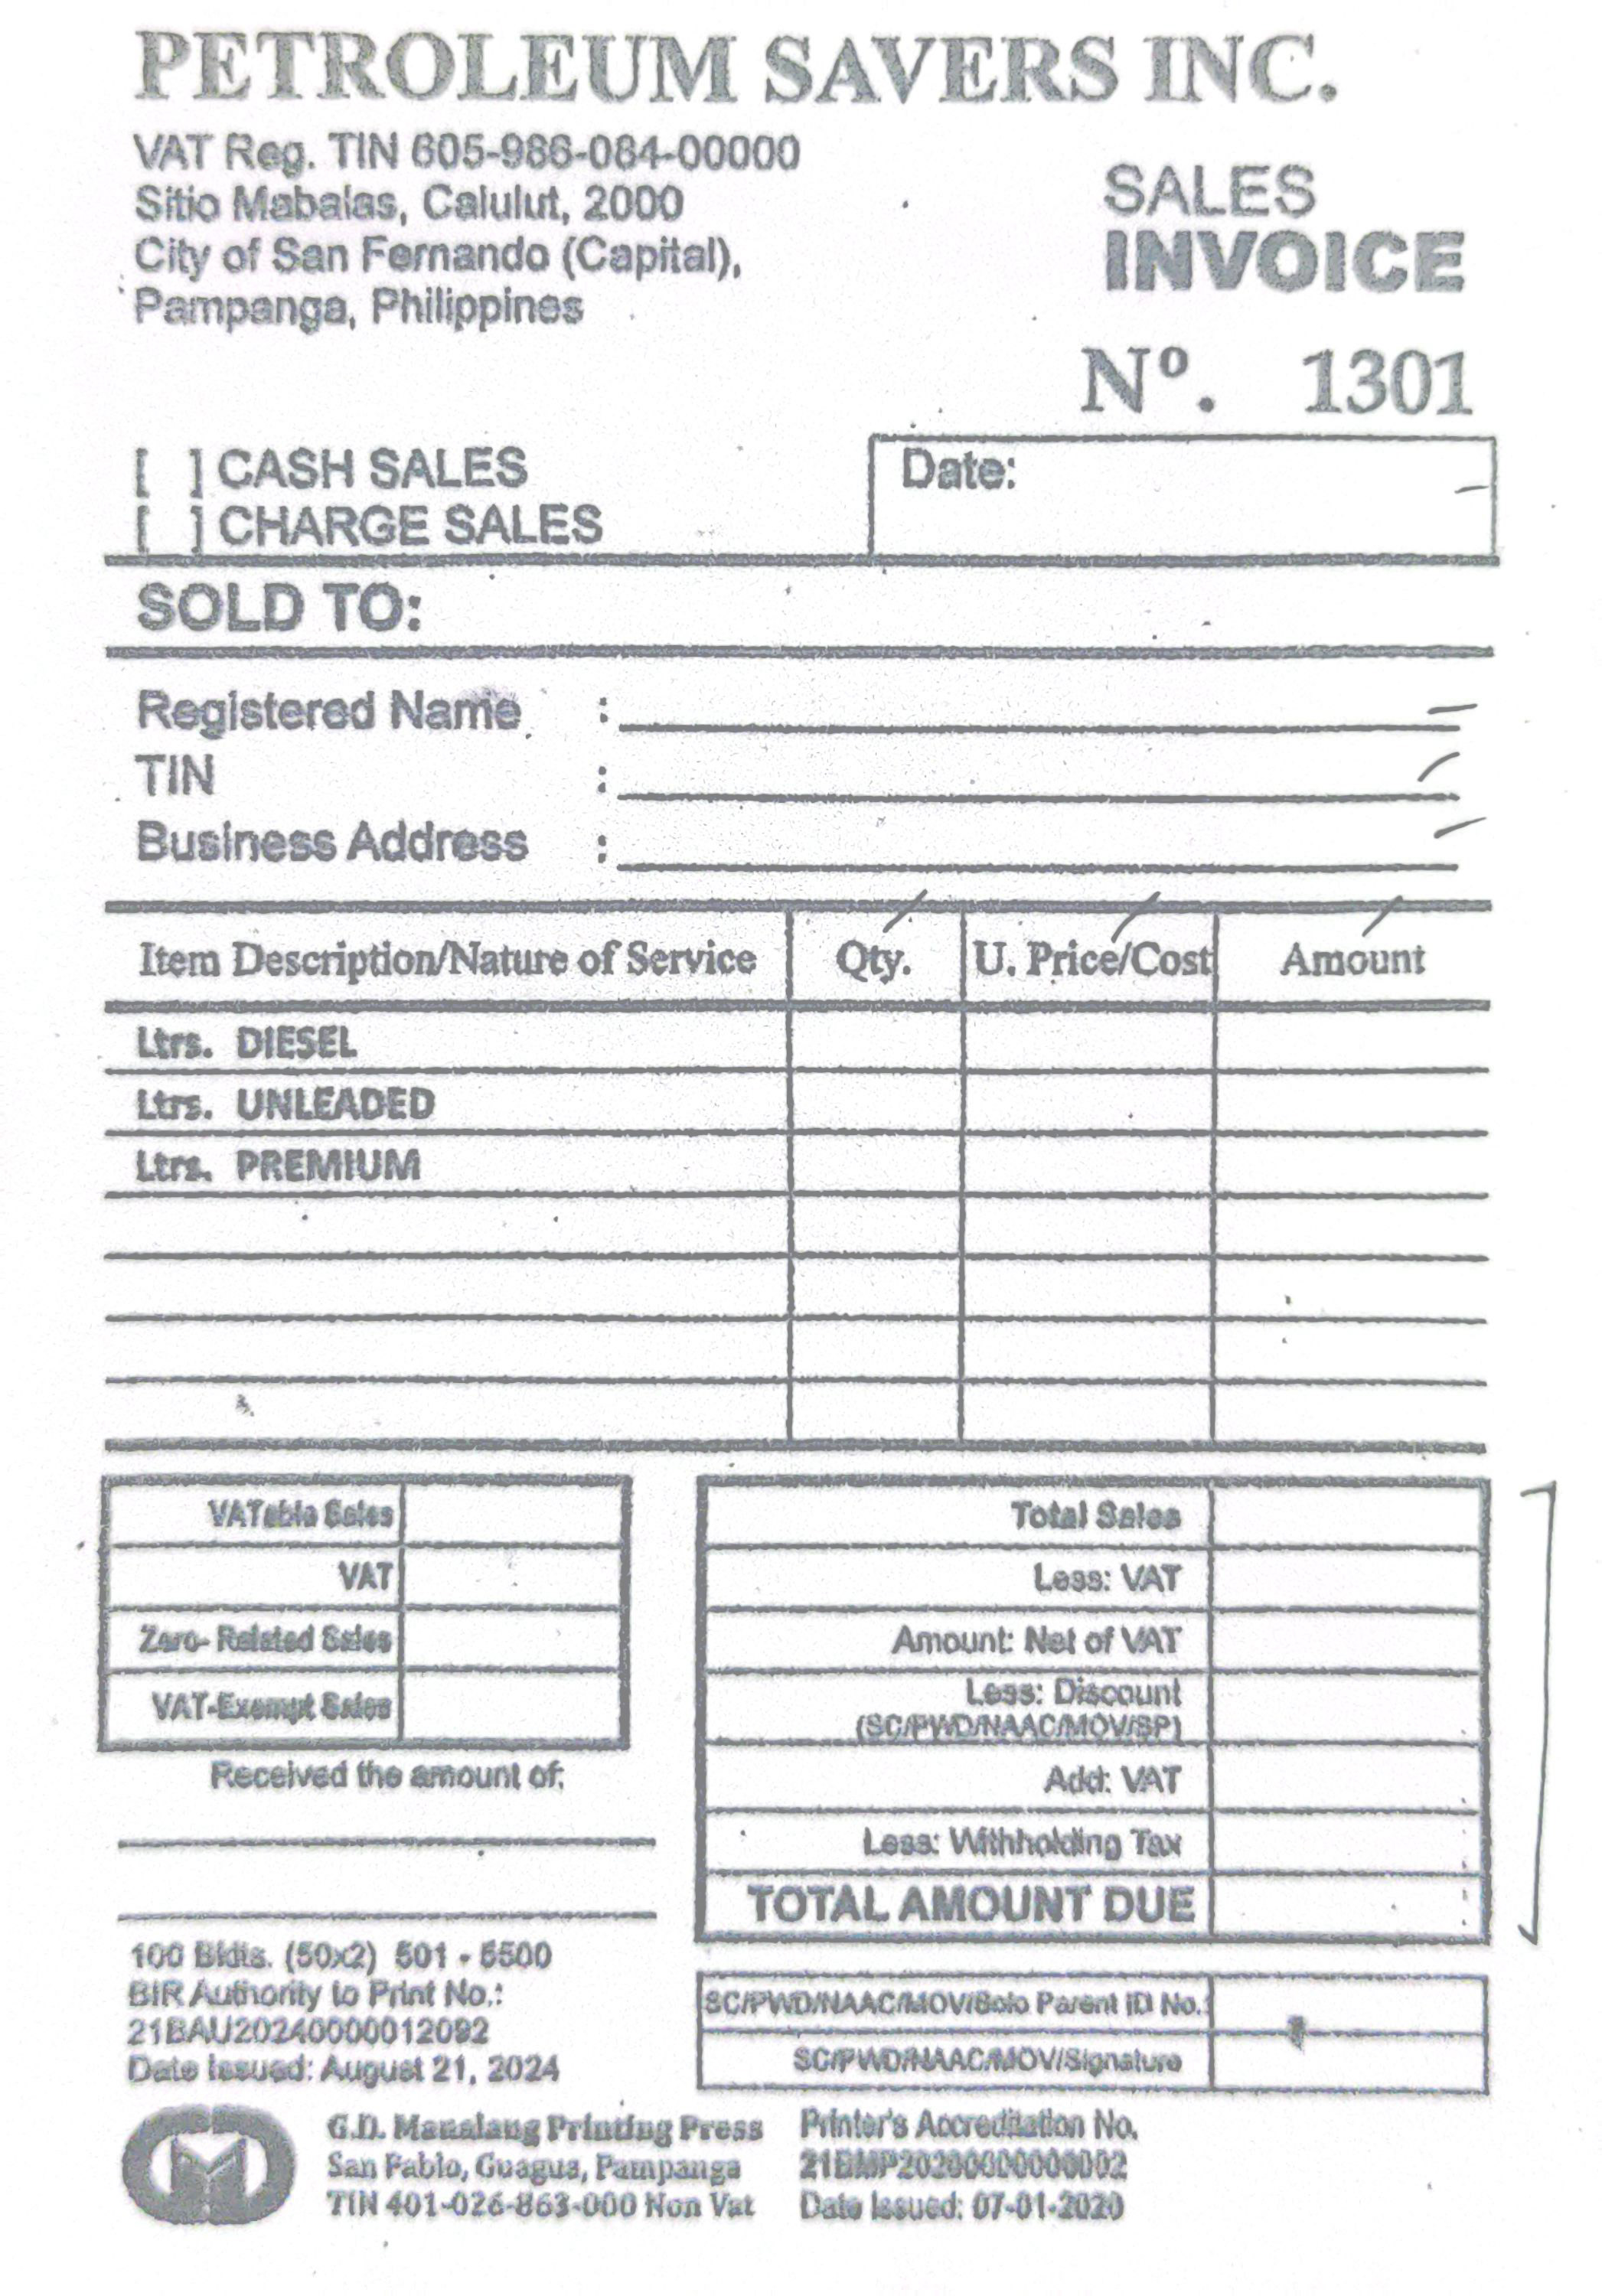 PETROLEUM SAVERS INC.
VAT Reg. TIN 605-986-084-00000
Sitio Mabalas, Calulut, 2000
City of San Fernando (Capital),
Pampanga, Philippines
SALES
INVOICE
Nº. 1301
[ ] CASH SALES
[ ] CHARGE SALES
Date:
SOLD TO:
Registered Name :
TIN :
Business Address :
Item Description/Nature of Service Qty. U. Price/Cost Amount
Ltrs. DIESEL
Ltrs. UNLEADED
Ltrs. PREMIUM
VATable Sales
VAT
Zero- Related Sales
VAT-Exempt Sales
Received the amount of:
Total Sales
Less: VAT
Amount: Net of VAT
Less: Discount
(SC/PWD/NAAC/MOV/SP)
Add: VAT
Less: Withholding Tax
TOTAL AMOUNT DUE
100 Bklts. (50x2) 501 - 5500
BIR Authority to Print No.:
21BAU20240000012092
Date Issued: August 21, 2024
SC/PWD/NAAC/MOV/Solo Parent ID No.:
SC/PWD/NAAC/MOV/Signature
G.D. Manalang Printing Press
San Pablo, Guagua, Pampanga
TIN 401-026-863-000 Non Vat
Printer's Accreditation No.
21BMP20200000000002
Date Issued: 07-01-2020